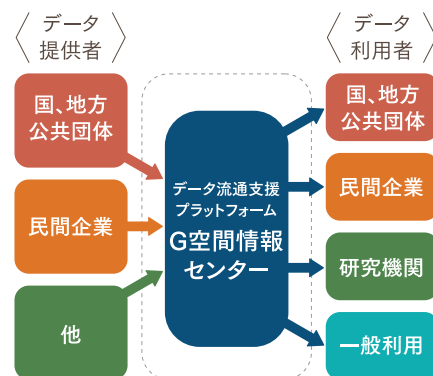 データ
提供者
国、地方
公共団体
民間企業
他
データ流通支援
プラットフォーム
G空間情報
センター
データ
利用者
国、地方
公共団体
民間企業
研究機関
一般利用